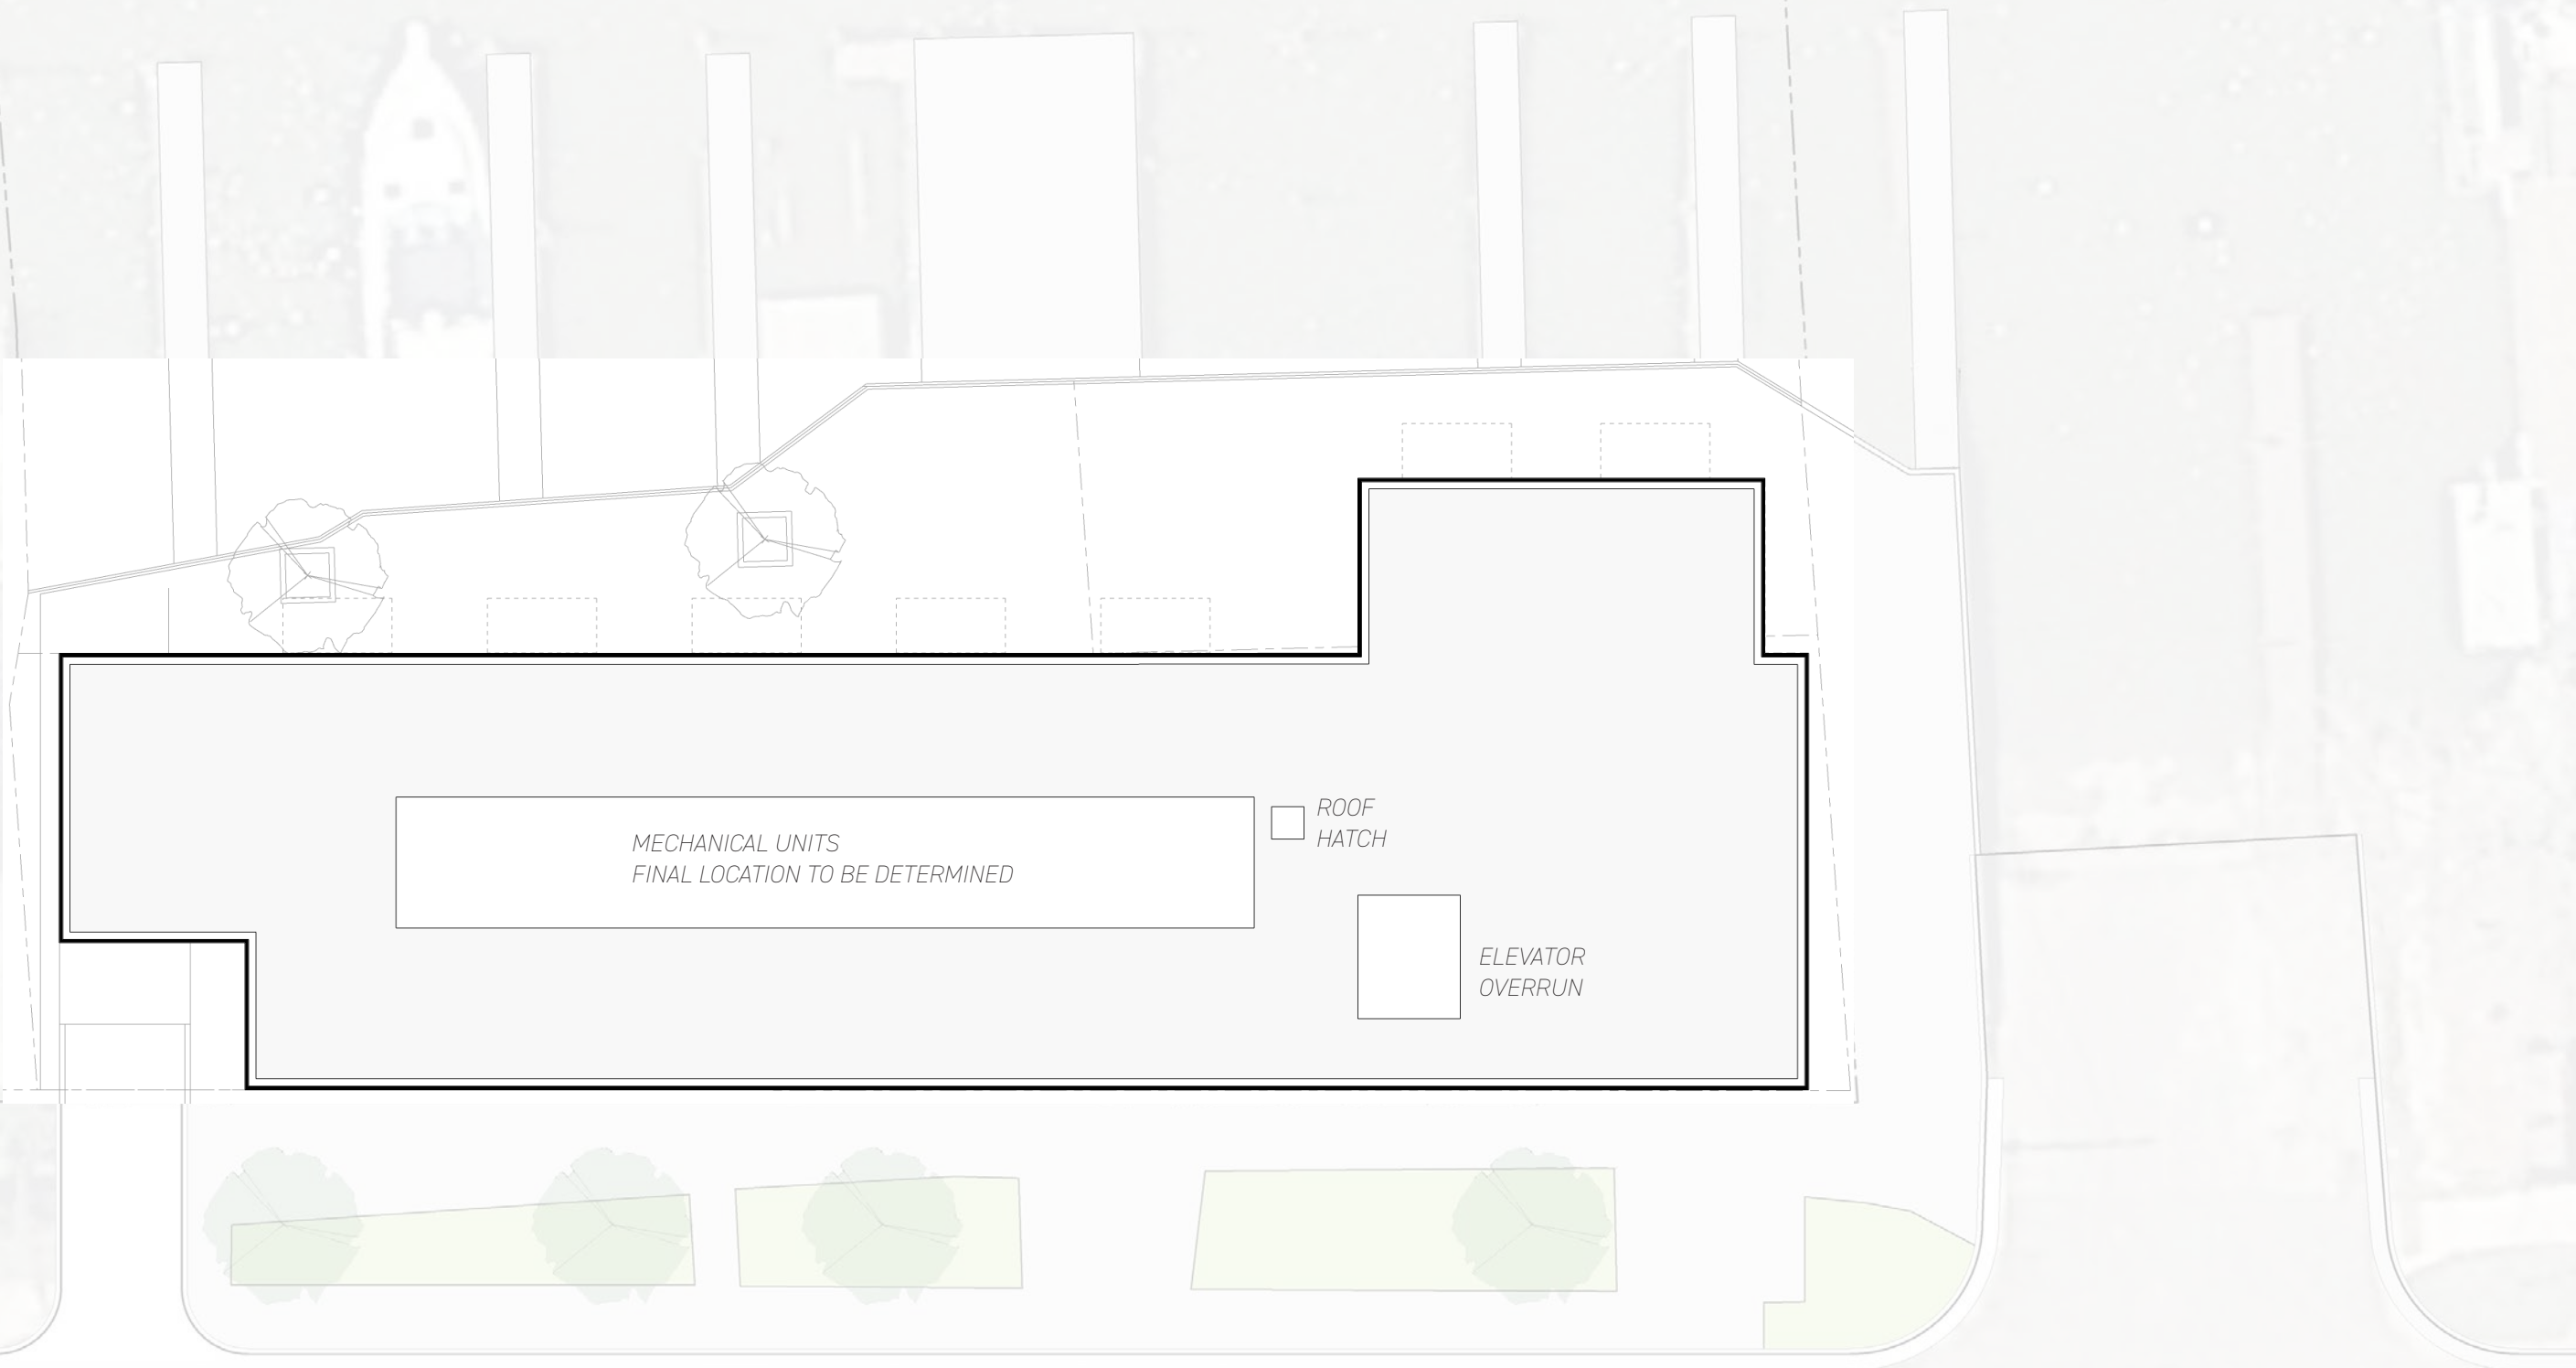 MECHANICAL UNITS
FINAL LOCATION TO BE DETERMINED
ROOF
HATCH
ELEVATOR
OVERRUN